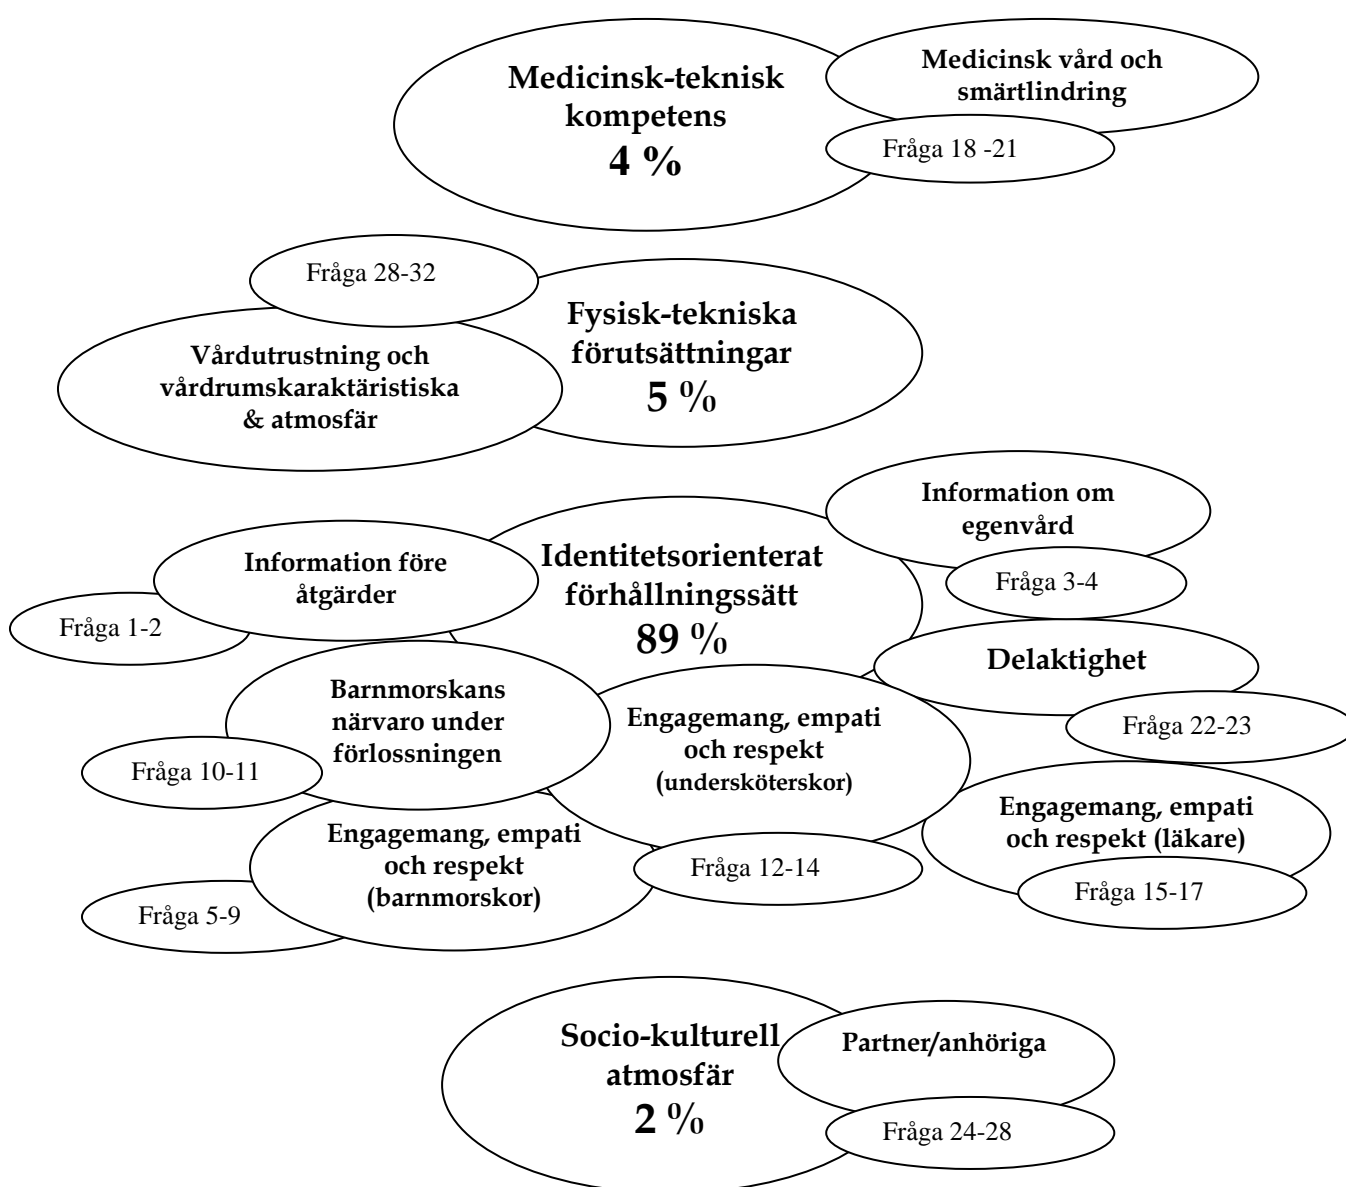 Medicinsk-teknisk
kompetens
4 %
Medicinsk vård och
smärtlindring
Fråga 18 -21
Fråga 28-32
Fysisk-tekniska
förutsättningar
5 %
Vårdutrustning och
vårdrumskaraktäristiska
& atmosfär
Information om
egenvård
Fråga 3-4
Identitetsorienterat
förhållningssätt
89 %
Information före
åtgärder
Fråga 1-2
Delaktighet
Fråga 22-23
Barnmorskans
närvaro under
förlossningen
Fråga 10-11
Engagemang, empati
och respekt
(undersköterskor)
Fråga 12-14
Engagemang, empati
och respekt (läkare)
Fråga 15-17
Engagemang, empati
och respekt
(barnmorskor)
Fråga 5-9
Socio-kulturell
atmosfär
2 %
Partner/anhöriga
Fråga 24-28